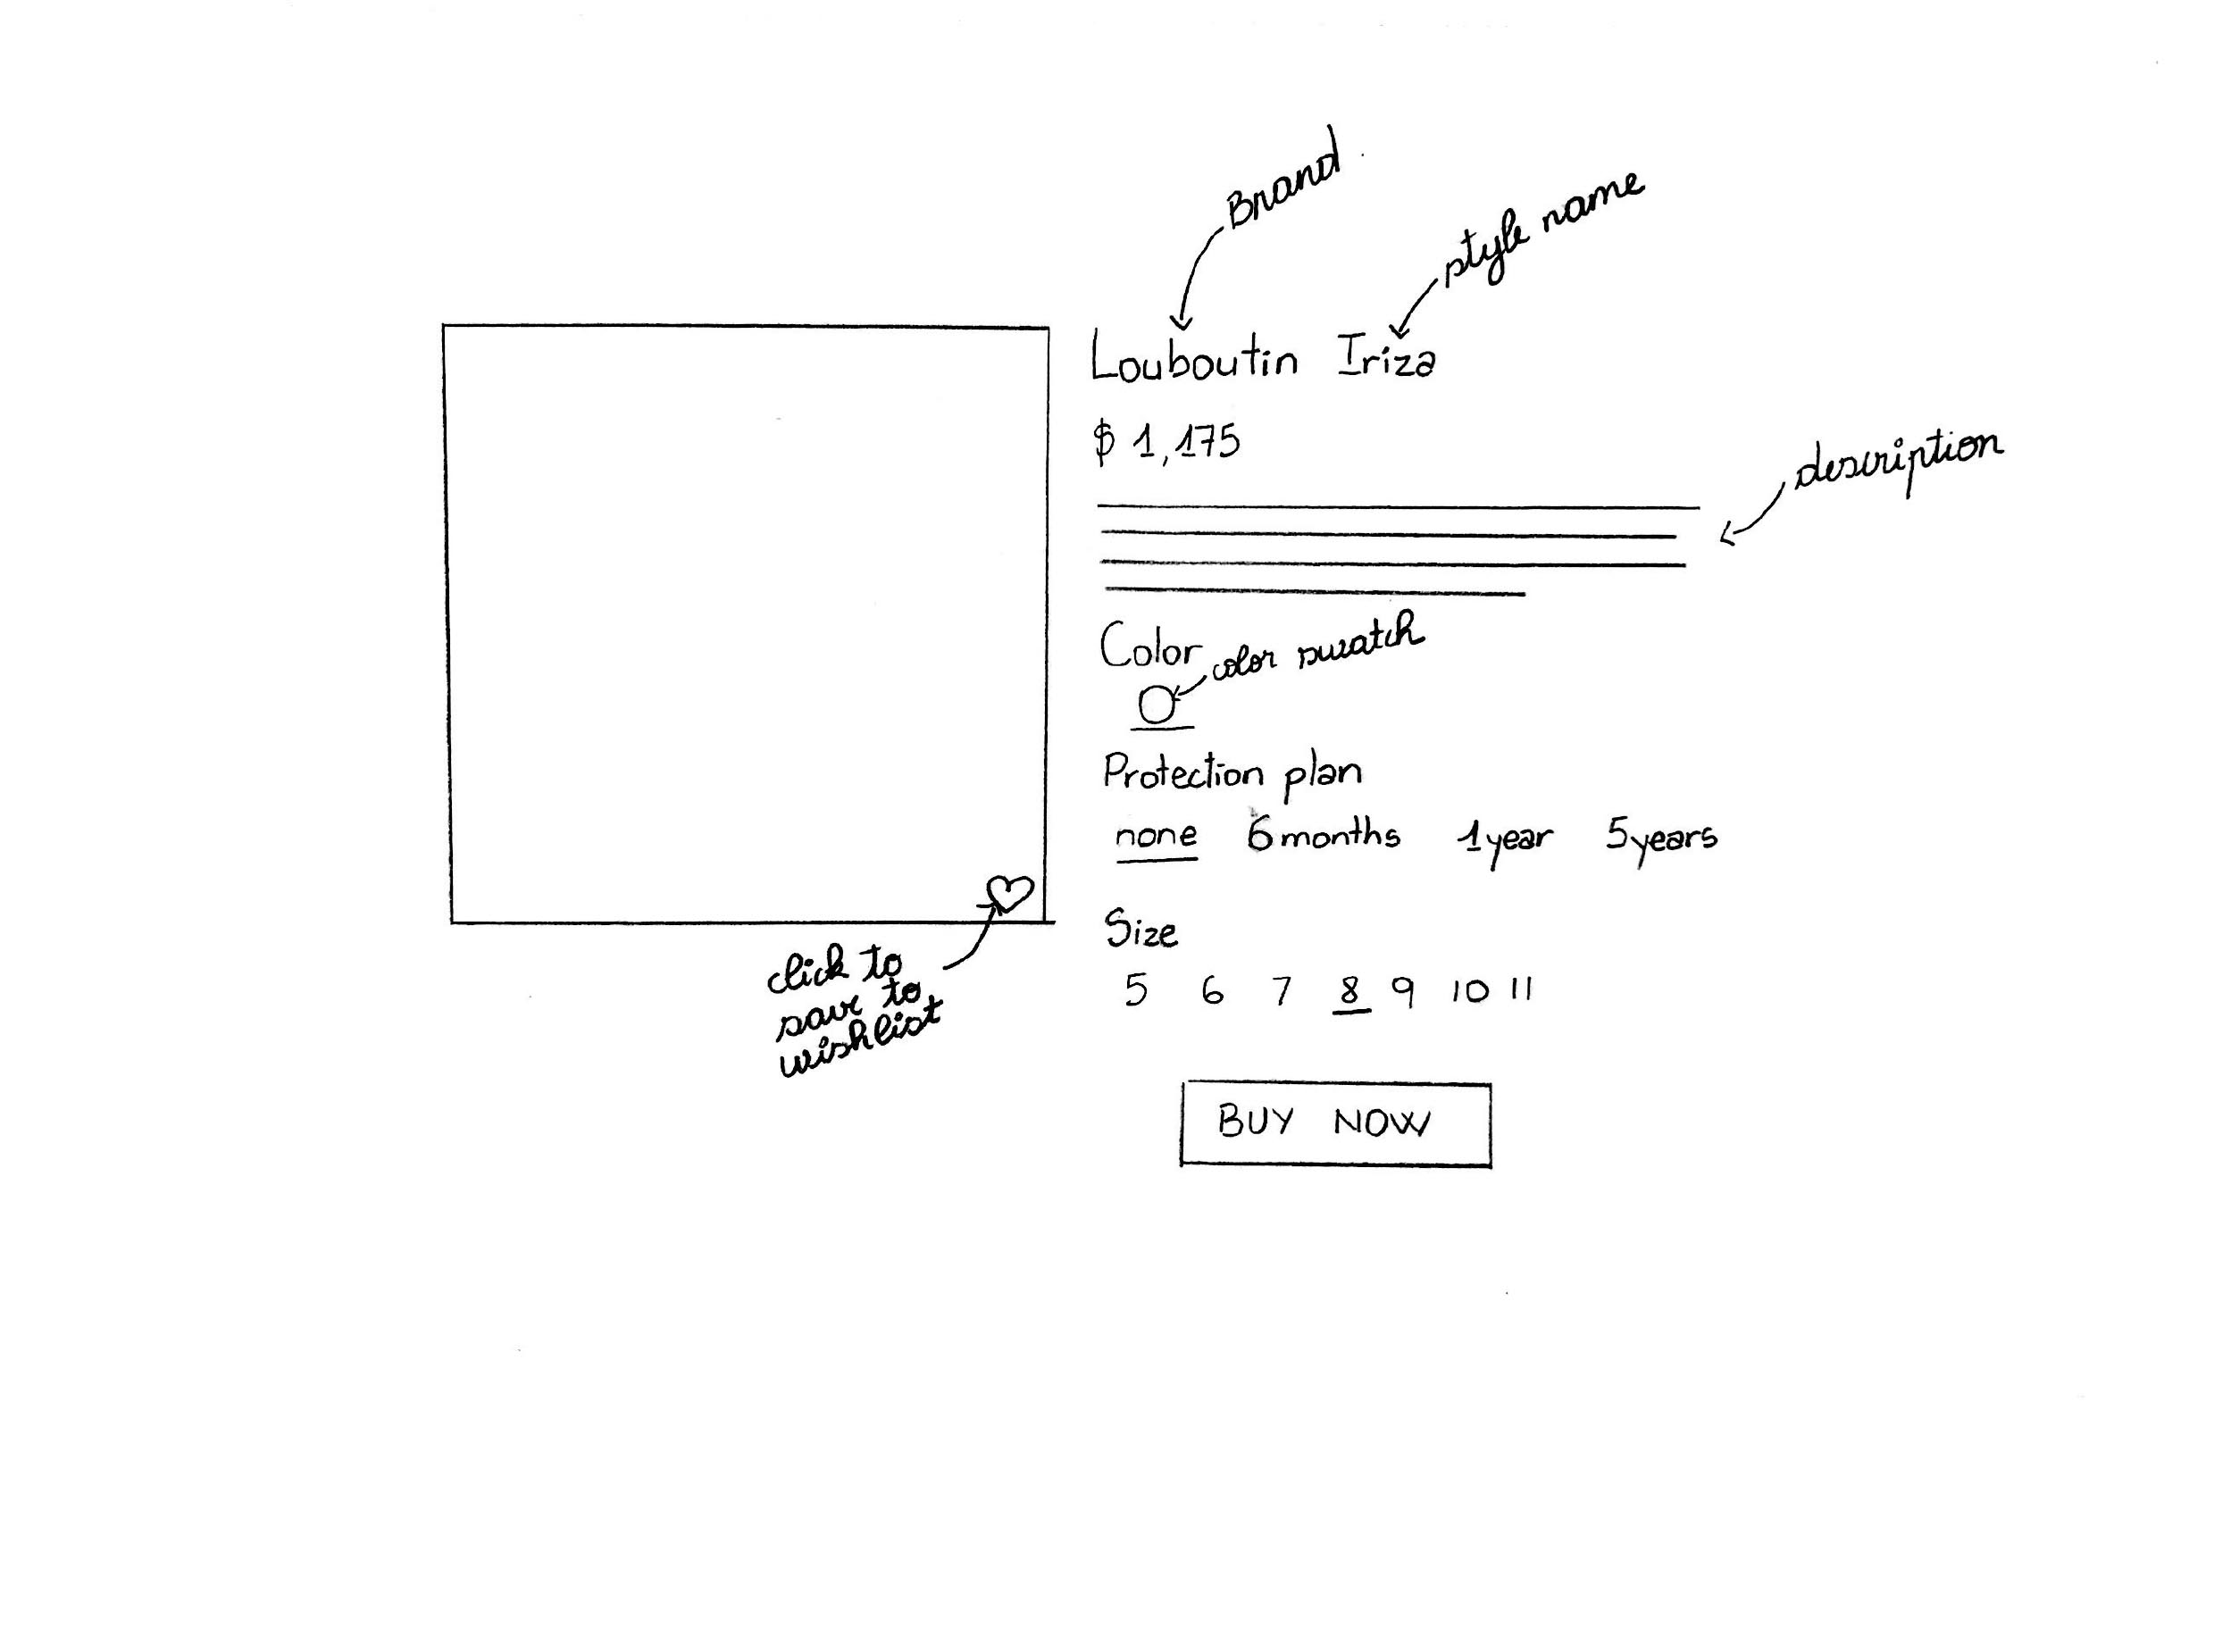 Brand
style name
Louboutin Iriza
$ 1,175
description
Color
color swatch
Protection plan
none 6 months 1 year 5 years
Size
5 6 7 8 9 10 11
click to
save to
wishlist
BUY NOW